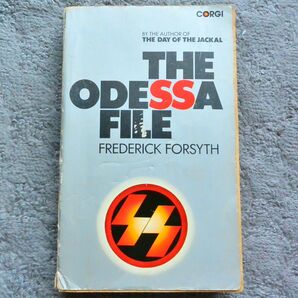 CORGI
BY THE AUTHOR OF
THE DAY OF THE JACKAL
THE
ODESSA
FILE
FREDERICK FORSYTH